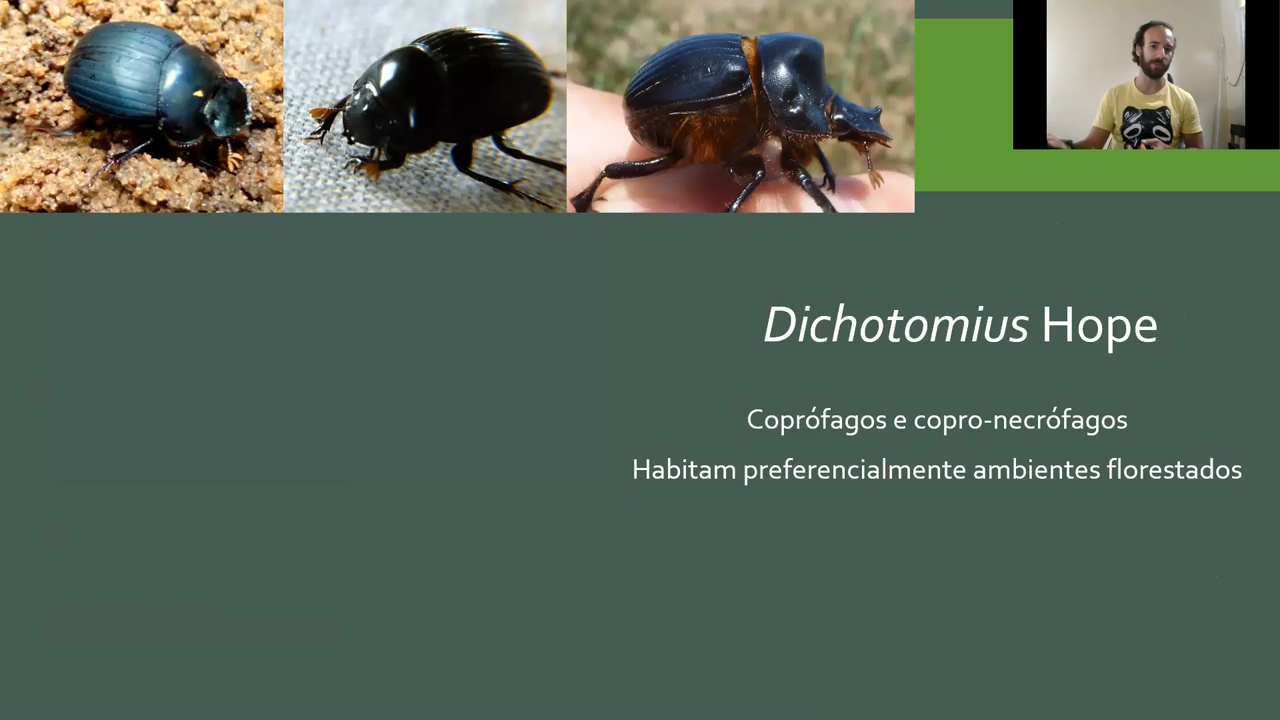 Dichotomius Hope
Coprófagos e copro-necrófagos
Habitam preferencialmente ambientes florestados